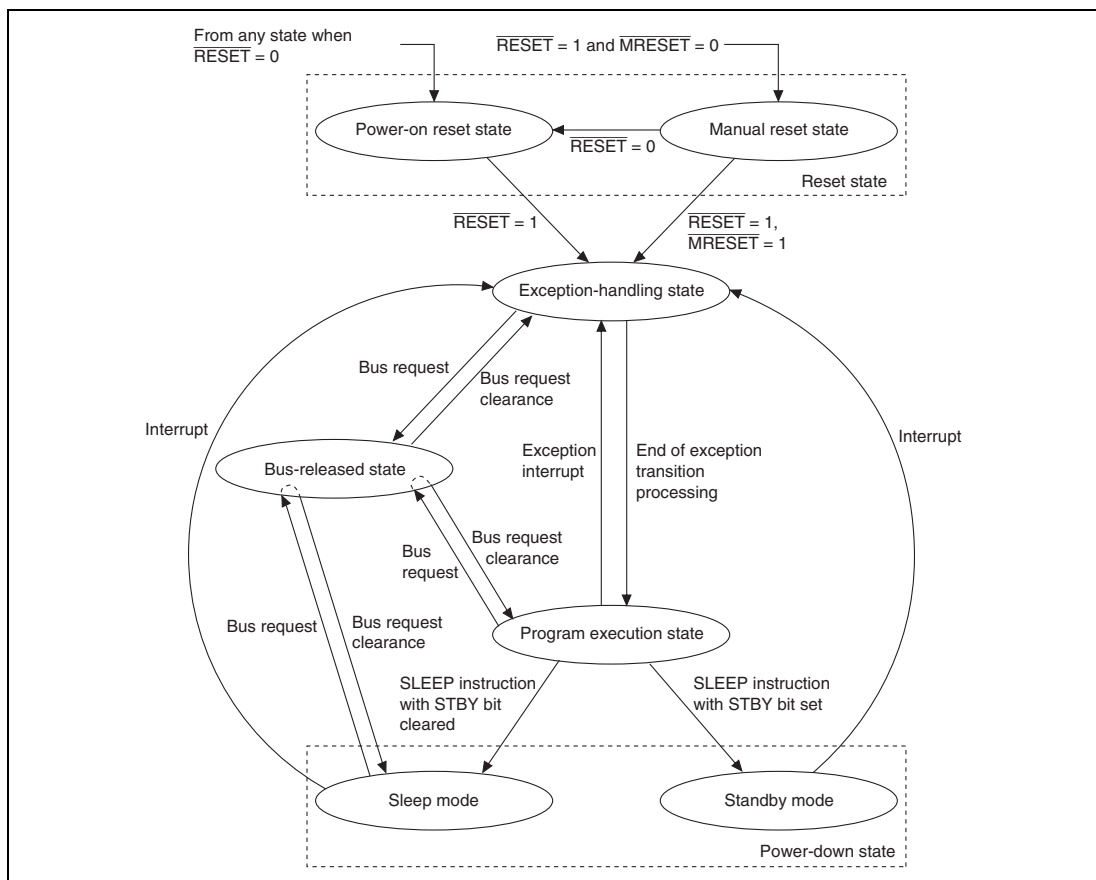 From any state when
RESET = 0
RESET = 1 and MRESET = 0
Power-on reset state
Manual reset state
RESET = 0
Reset state
RESET = 1
RESET = 1,
MRESET = 1
Exception-handling state
Bus request
Bus request
clearance
Interrupt
Interrupt
Exception
interrupt
End of exception
transition
processing
Bus-released state
Bus
request
Bus request
clearance
Bus request
Bus request
clearance
Program execution state
SLEEP instruction
with STBY bit
cleared
SLEEP instruction
with STBY bit set
Sleep mode
Standby mode
Power-down state